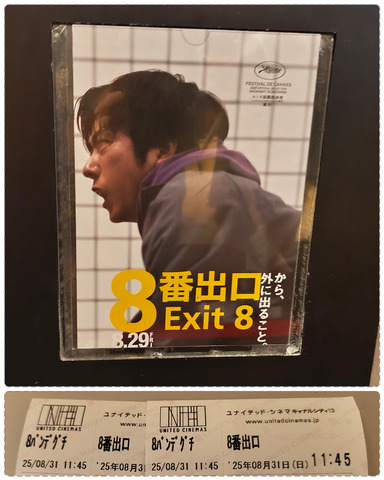 FESTIVAL DE CANNES
から、
外に出ること。
8番出口
Exit 8
8.29
UNITED CINEMAS
ユナイテッド・シネマ
UNITED CINEMAS
ユナイテッド・シネマ キャナルシティ13
www.unitedcinemas.jp
8バンデグチ
8番出口
8バンデグチ
8番出口
25/08/31 11:45
'25年08月3
25/08/31 11:45
'25年08月31日(日)
11:45